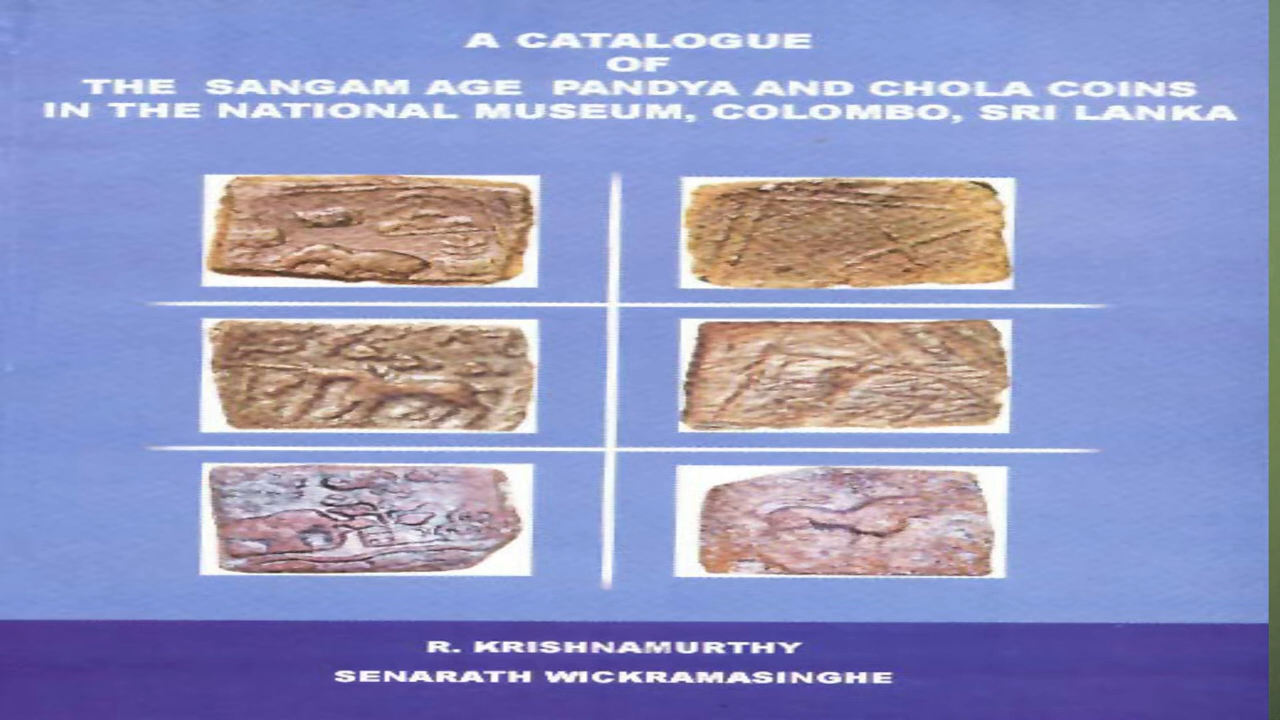 A CATALOGUE
OF
THE SANGAM AGE PANDYA AND CHOLA COINS
IN THE NATIONAL MUSEUM, COLOMBO, SRI LANKA
R. KRISHNAMURTHY
SENARATH WICKRAMASINGHE